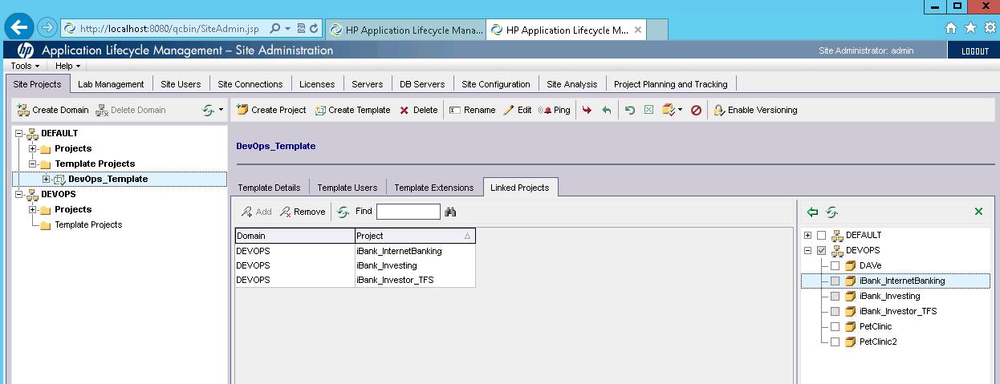 http://localhost:8080/qcbin/SiteAdmin.jsp HP Application Lifecycle Mana... HP Application Lifecycle M...
hp Application Lifecycle Management – Site Administration Site Administrator: admin LOGOUT
Tools Help
Site Projects Lab Management Site Users Site Connections Licenses Servers DB Servers Site Configuration Site Analysis Project Planning and Tracking
Create Domain Delete Domain Create Project Create Template Delete Rename Edit Ping Enable Versioning
DEFAULT
Projects
Template Projects
DevOps_Template
DEVOPS
Projects
Template Projects
DevOps_Template
Template Details Template Users Template Extensions Linked Projects
Add Remove Find
Domain Project
DEVOPS iBank_InternetBanking
DEVOPS iBank_Investing
DEVOPS iBank_Investor_TFS
DEFAULT
DEVOPS
DAVe
iBank_InternetBanking
iBank_Investing
iBank_Investor_TFS
PetClinic
PetClinic2